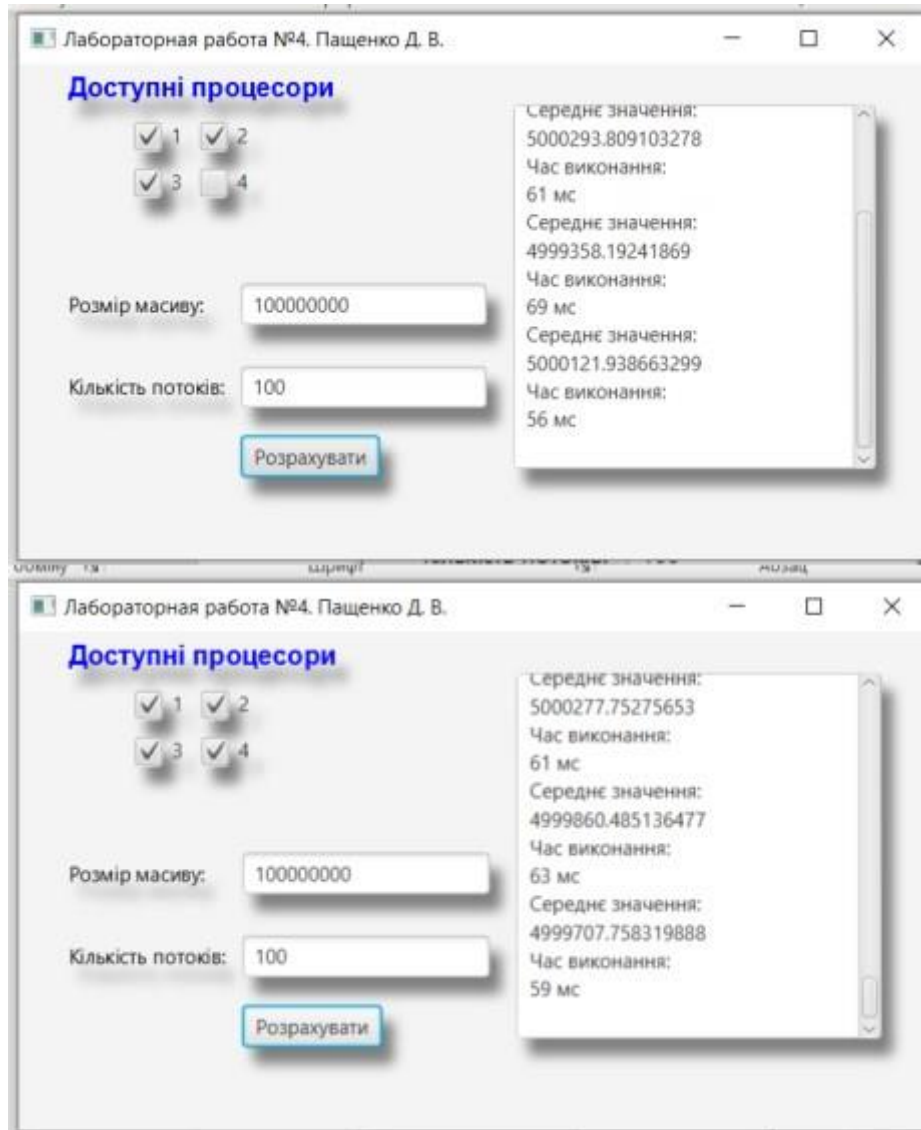 Лабораторная работа №4. Пащенко Д. В.
Доступні процесори
1 2
3 4
Розмір масиву: 100000000
Кількість потоків: 100
Розрахувати
Середнє значення:
5000293.809103278
Час виконання:
61 мс
Середнє значення:
4999358.19241869
Час виконання:
69 мс
Середнє значення:
5000121.938663299
Час виконання:
56 мс
Шрифт
Абзац
Лабораторная работа №4. Пащенко Д. В.
Доступні процесори
1 2
3 4
Розмір масиву: 100000000
Кількість потоків: 100
Розрахувати
Середнє значення:
5000277.75275653
Час виконання:
61 мс
Середнє значення:
4999860.485136477
Час виконання:
63 мс
Середнє значення:
4999707.758319888
Час виконання:
59 мс